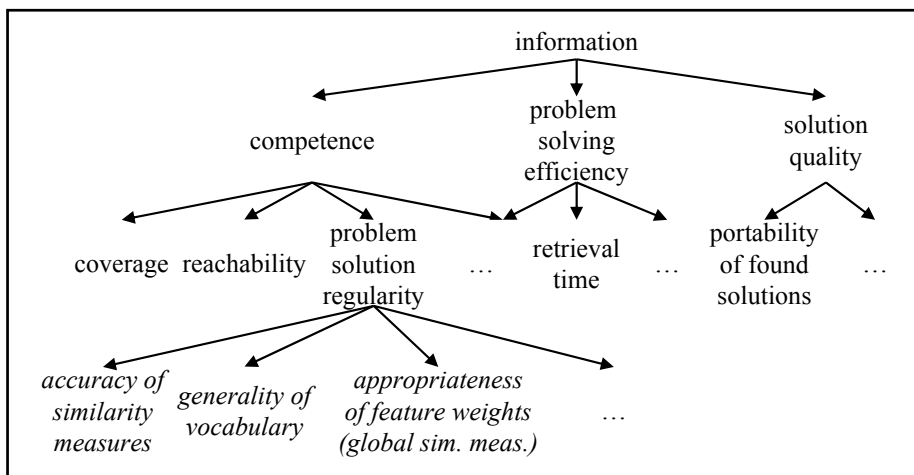 information
competence
problem
solving
efficiency
solution
quality
coverage
reachability
problem
solution
regularity
…
retrieval
time
…
portability
of found
solutions
…
accuracy of
similarity
measures
generality of
vocabulary
appropriateness
of feature weights
(global sim. meas.)
…